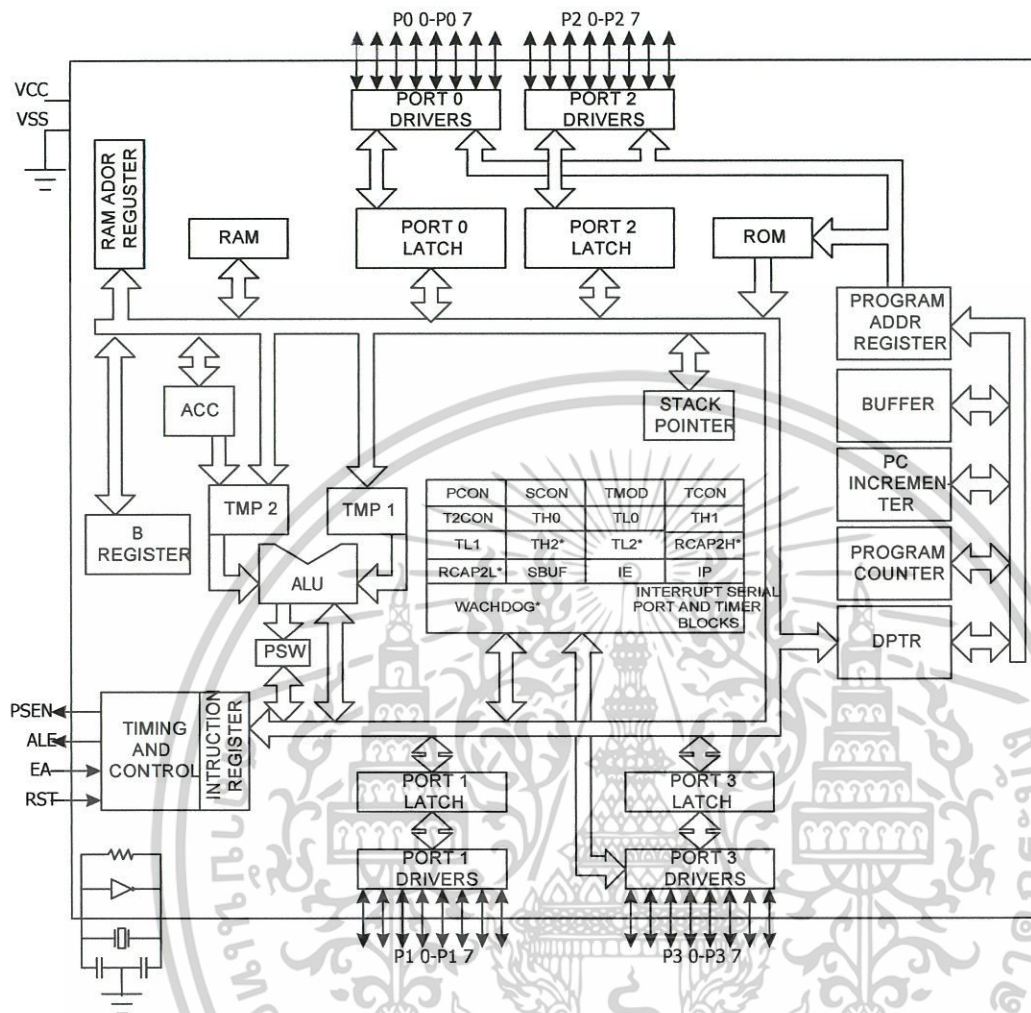 P0 0-P0 7
P2 0-P2 7
VCC
VSS
PORT 0
DRIVERS
PORT 2
DRIVERS
RAM ADOR
REGUSTER
RAM
PORT 0
LATCH
PORT 2
LATCH
ROM
PROGRAM
ADDR
REGISTER
ACC
STACK
POINTER
BUFFER
TMP 2
TMP 1
PC
INCREMEN-
TER
B
REGISTER
PCON SCON TMOD TCON
T2CON TH0 TL0 TH1
TL1 TH2* TL2* RCAP2H*
RCAP2L* SBUF IE IP
WACHDOG*
INTERRUPT SERIAL
PORT AND TIMER
BLOCKS
ALU
PROGRAM
COUNTER
PSW
DPTR
PSEN
ALE
EA
RST
TIMING
AND
CONTROL
INTRUCTION
REGISTER
PORT 1
LATCH
PORT 3
LATCH
PORT 1
DRIVERS
PORT 3
DRIVERS
P1 0-P1 7
P3 0-P3 7